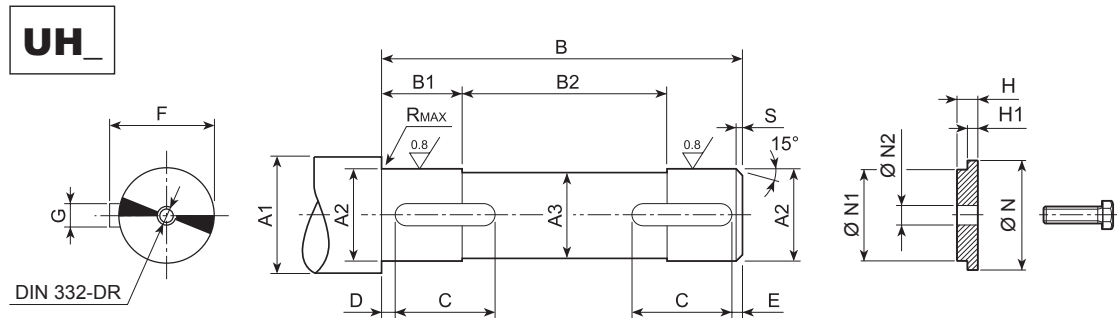 UH_
B
B1
B2
RMAX
0.8
0.8
S
15°
F
G
DIN 332-DR
A1
A2
A3
A2
D
C
C
E
H
H1
Ø N2
Ø N1
Ø N